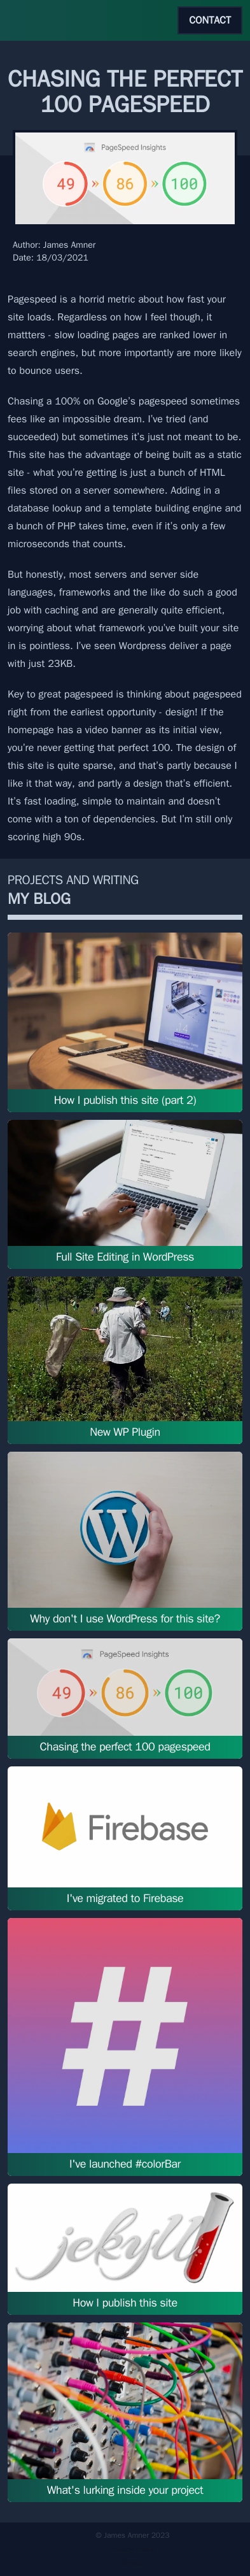 CONTACT
CHASING THE PERFECT
100 PAGESPEED
PageSpeed Insights
49 » 86 » 100
Author: James Amner
Date: 18/03/2021
Pagespeed is a horrid metric about how fast your
site loads. Regardless on how I feel though, it
mattters - slow loading pages are ranked lower in
search engines, but more importantly are more likely
to bounce users.
Chasing a 100% on Google's pagespeed sometimes
fees like an impossible dream. I've tried (and
succeeded) but sometimes it's just not meant to be.
This site has the advantage of being built as a static
site - what you're getting is just a bunch of HTML
files stored on a server somewhere. Adding in a
database lookup and a template building engine and
a bunch of PHP takes time, even if it's only a few
microseconds that counts.
But honestly, most servers and server side
languages, frameworks and the like do such a good
job with caching and are generally quite efficient,
worrying about what framework you've built your site
in is pointless. I've seen Wordpress deliver a page
with just 23KB.
Key to great pagespeed is thinking about pagespeed
right from the earliest opportunity - design! If the
homepage has a video banner as its initial view,
you're never getting that perfect 100. The design of
this site is quite sparse, and that's partly because I
like it that way, and partly a design that's efficient.
It's fast loading, simple to maintain and doesn't
come with a ton of dependencies. But I'm still only
scoring high 90s.
PROJECTS AND WRITING
MY BLOG
How I publish this site (part 2)
Full Site Editing in WordPress
New WP Plugin
Why don't I use WordPress for this site?
PageSpeed Insights
49 » 86 » 100
Chasing the perfect 100 pagespeed
Firebase
I've migrated to Firebase
#
I've launched #colorBar
jekyll
How I publish this site
What's lurking inside your project
© James Amner 2023